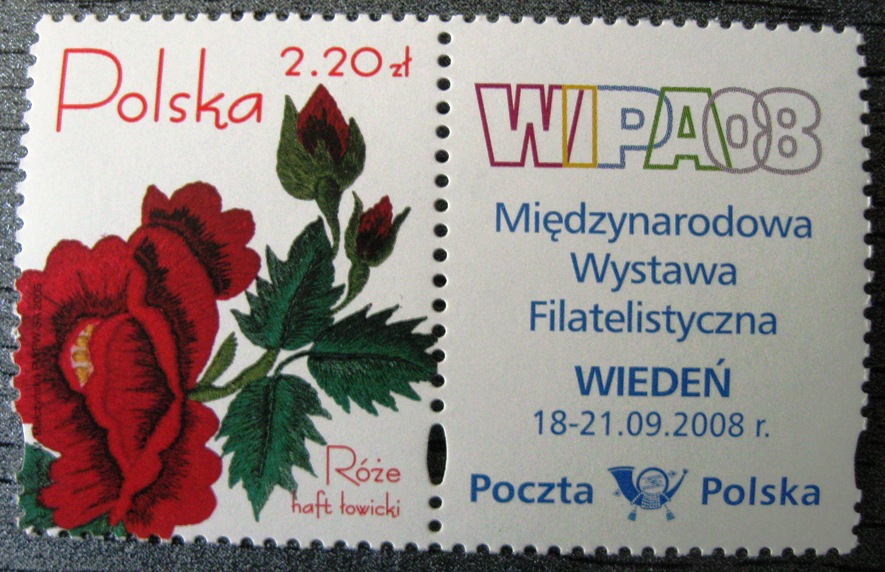 Polska
2.20 zł
Róże
haft łowicki
WIPA08
Międzynarodowa
Wystawa
Filatelistyczna
WIEDEŃ
18-21.09.2008 r.
Poczta Polska